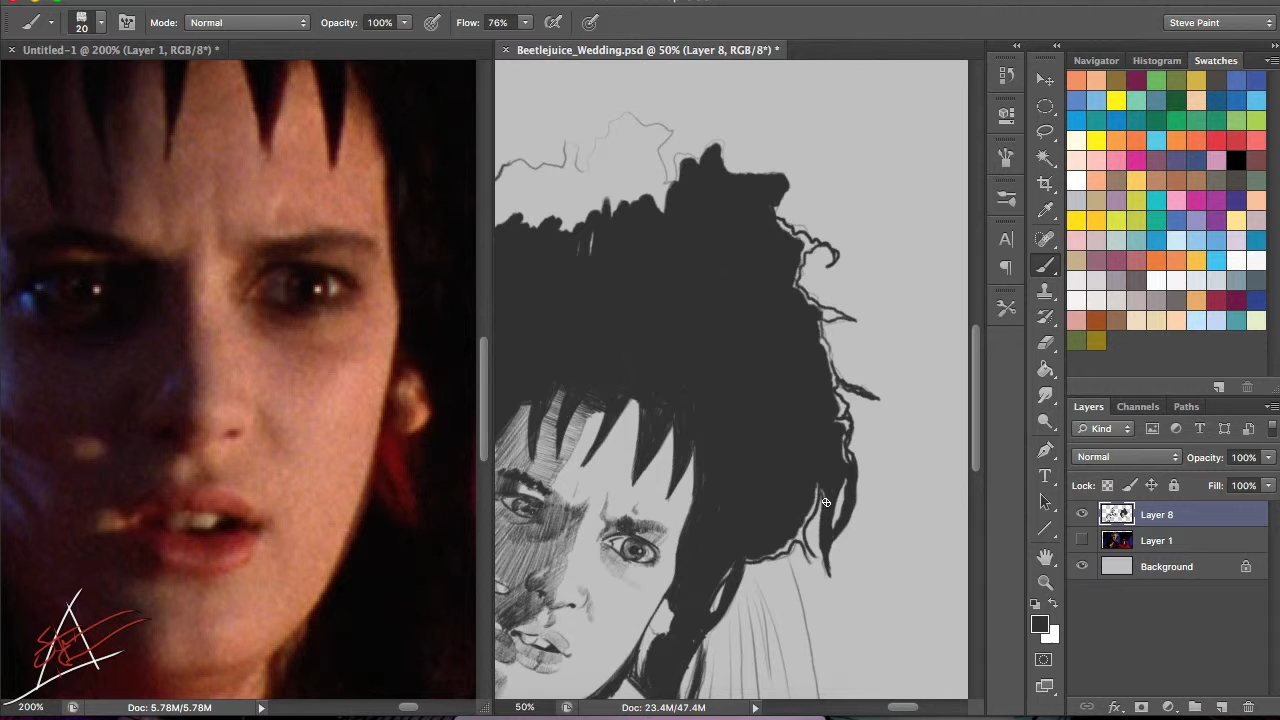 20 Mode: Normal Opacity: 100% Flow: 76% Steve Paint
Untitled-1 @ 200% (Layer 1, RGB/8*) * Beetlejuice_Wedding.psd @ 50% (Layer 8, RGB/8*) *
Navigator Histogram Swatches
Layers Channels Paths
Kind
Normal Opacity: 100%
Lock: Fill: 100%
Layer 8
Layer 1
Background
200% Doc: 5.78M/5.78M 50% Doc: 23.4M/47.4M